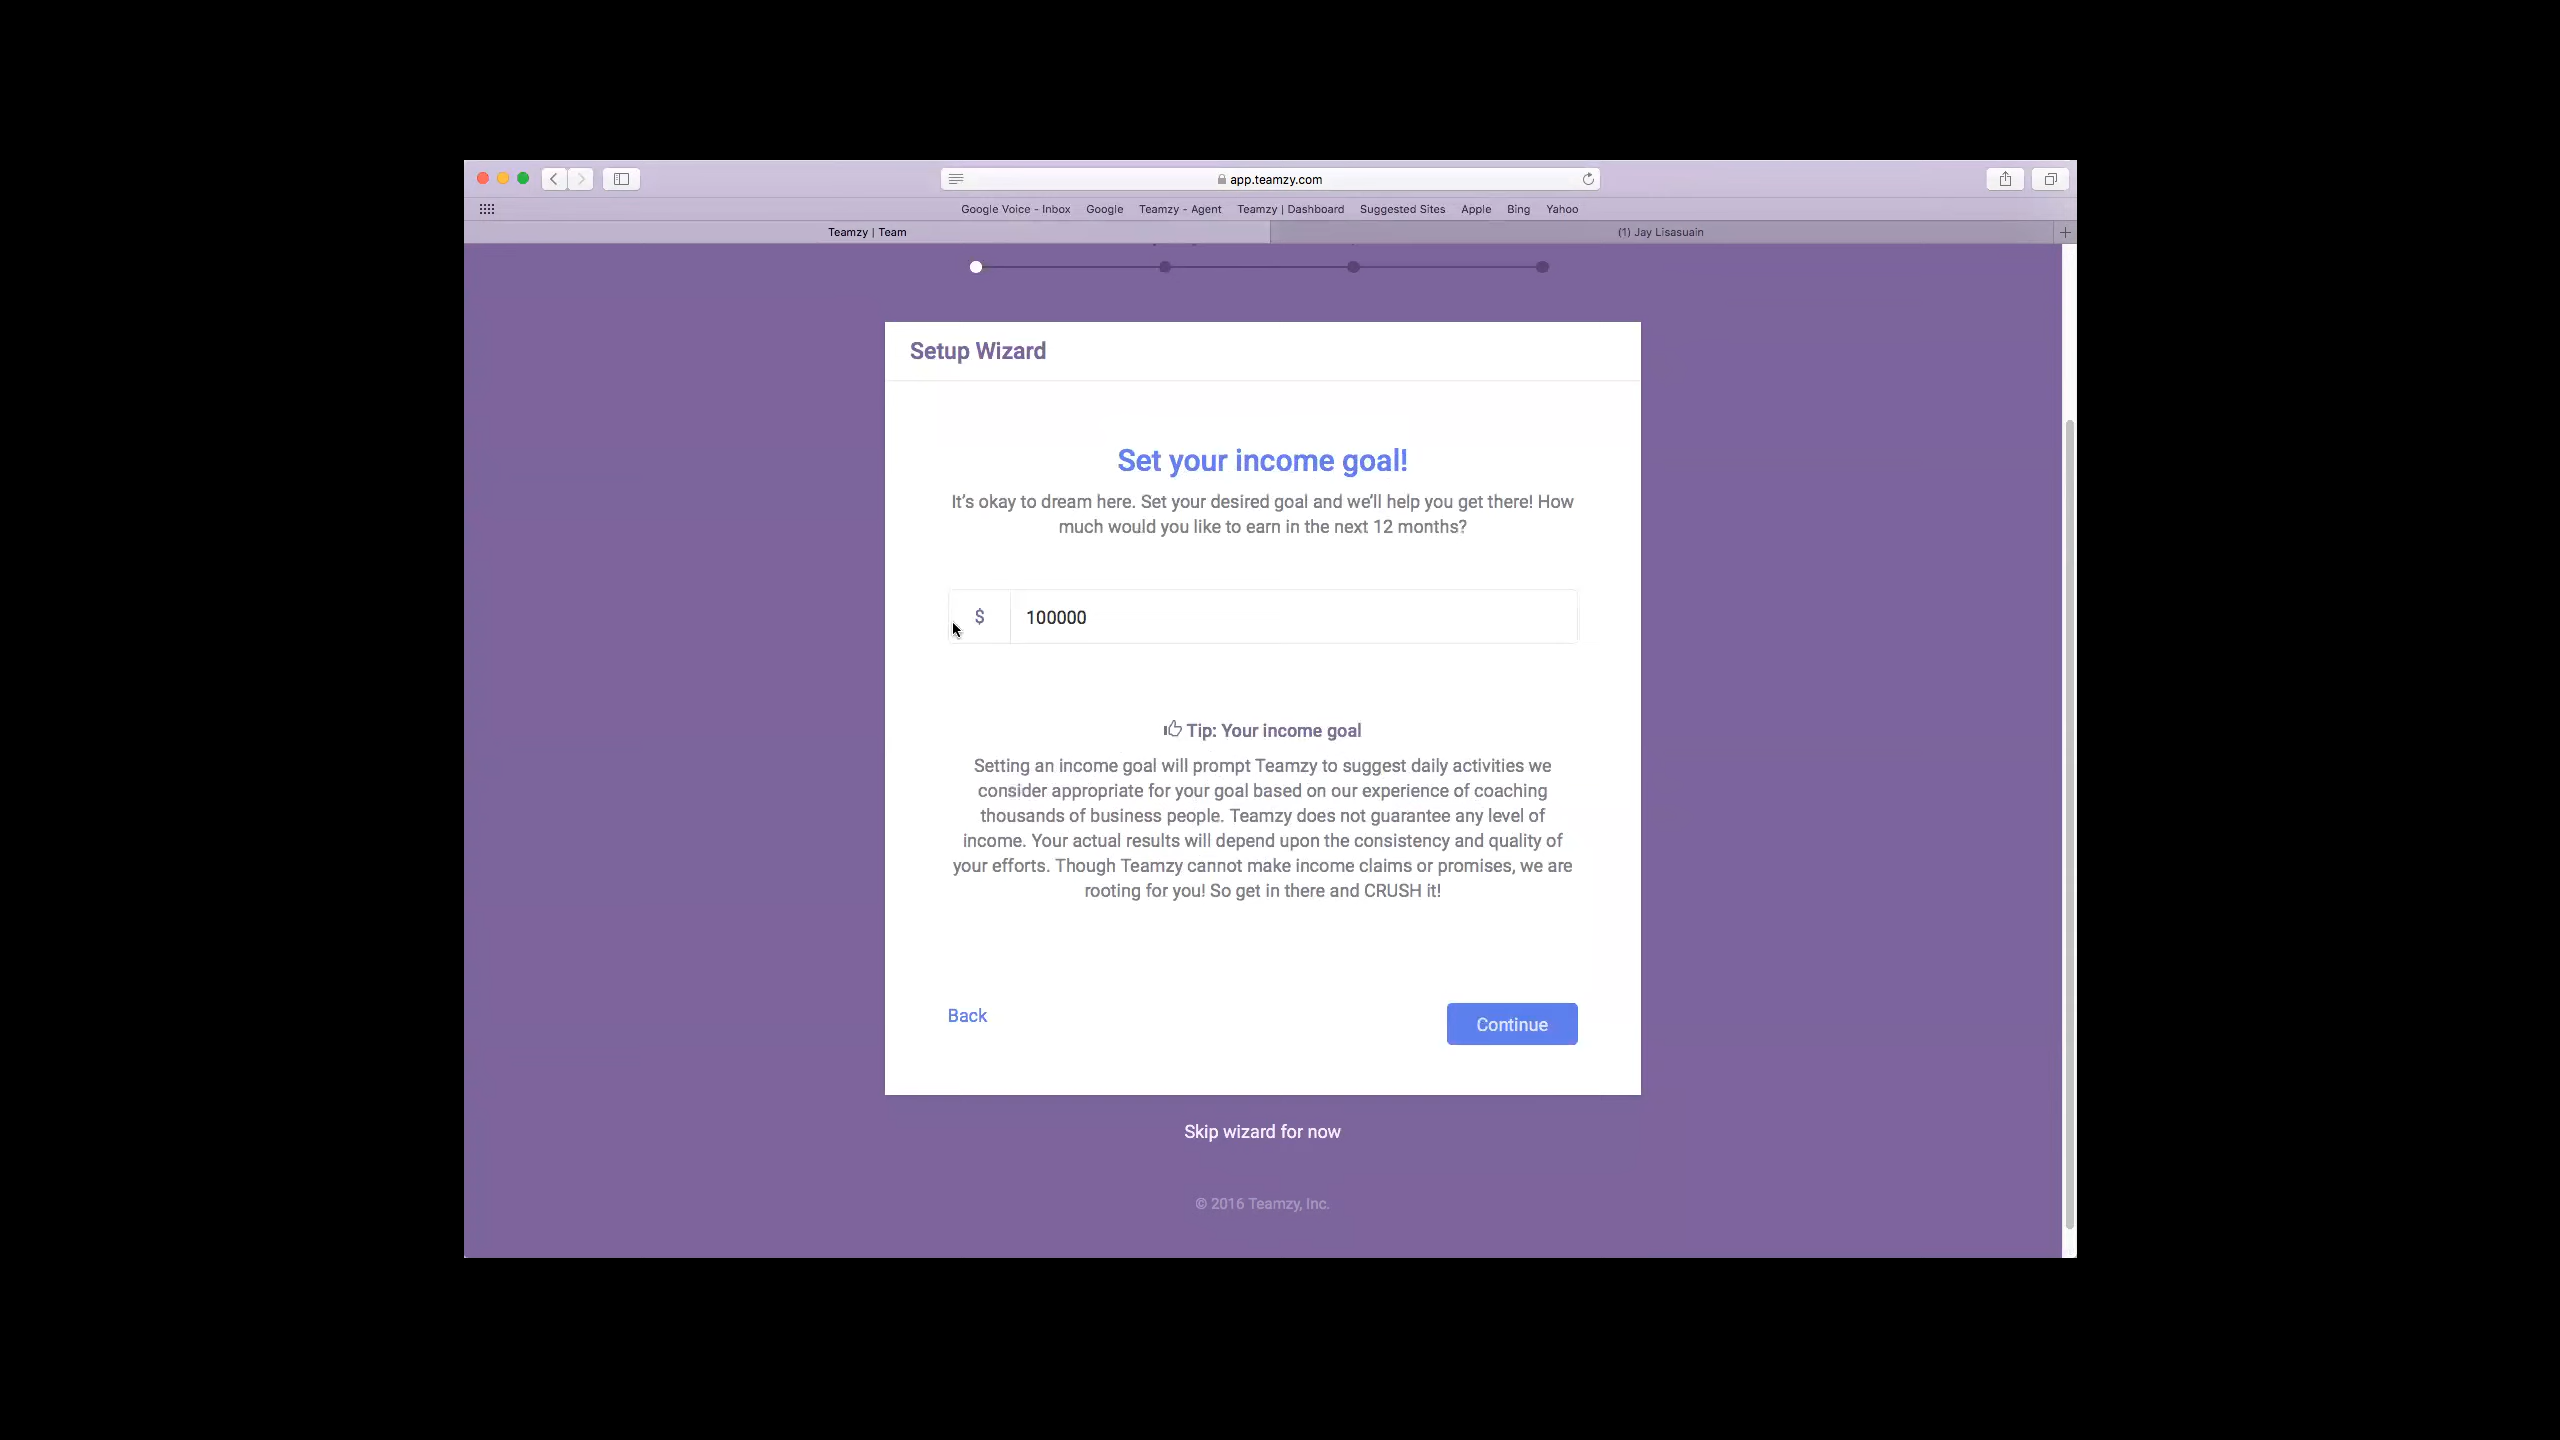 app.teamzy.com
Google Voice - Inbox Google Teamzy - Agent Teamzy | Dashboard Suggested Sites Apple Bing Yahoo
Teamzy | Team (1) Jay Lisasuain
Setup Wizard
Set your income goal!
It's okay to dream here. Set your desired goal and we'll help you get there! How
much would you like to earn in the next 12 months?
$ 100000
Tip: Your income goal
Setting an income goal will prompt Teamzy to suggest daily activities we
consider appropriate for your goal based on our experience of coaching
thousands of business people. Teamzy does not guarantee any level of
income. Your actual results will depend upon the consistency and quality of
your efforts. Though Teamzy cannot make income claims or promises, we are
rooting for you! So get in there and CRUSH it!
Back Continue
Skip wizard for now
© 2016 Teamzy, Inc.